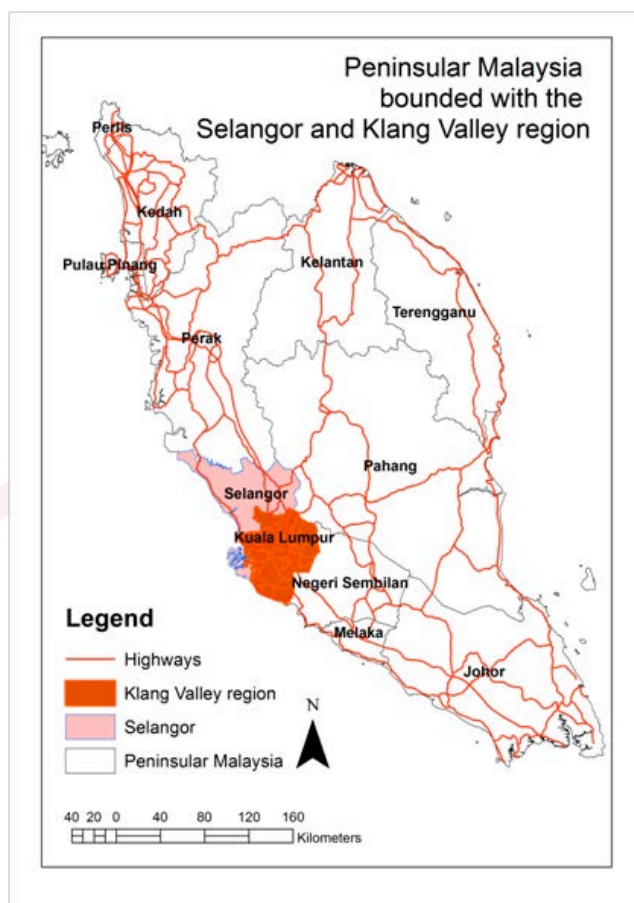 Peninsular Malaysia
bounded with the
Selangor and Klang Valley region
Perlis
Kedah
Pulau Pinang
Kelantan
Terengganu
Perak
Pahang
Selangor
Kuala Lumpur
Negeri Sembilan
Melaka
Johor
Legend
Highways
Klang Valley region
Selangor
Peninsular Malaysia
N
40 20 0 40 80 120 160
Kilometers